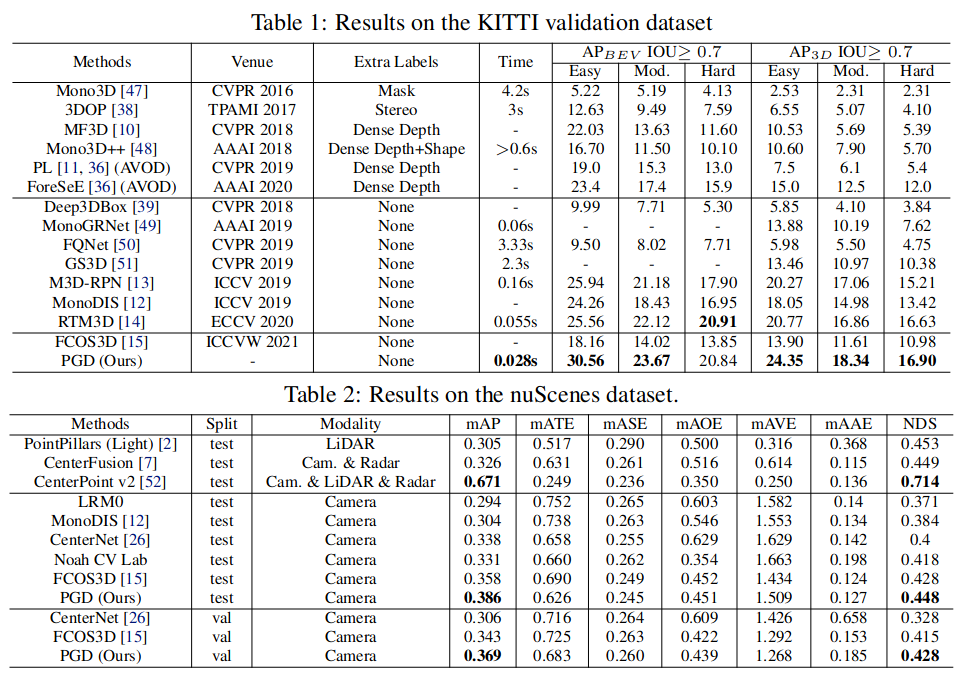 Table 1: Results on the KITTI validation dataset
Methods Venue Extra Labels Time AP_BEV IOU≥ 0.7 AP_3D IOU≥ 0.7
Easy Mod. Hard Easy Mod. Hard
Mono3D [47] CVPR 2016 Mask 4.2s 5.22 5.19 4.13 2.53 2.31 2.31
3DOP [38] TPAMI 2017 Stereo 3s 12.63 9.49 7.59 6.55 5.07 4.10
MF3D [10] CVPR 2018 Dense Depth - 22.03 13.63 11.60 10.53 5.69 5.39
Mono3D++ [48] AAAI 2018 Dense Depth+Shape >0.6s 16.70 11.50 10.10 10.60 7.90 5.70
PL [11, 36] (AVOD) CVPR 2019 Dense Depth - 19.0 15.3 13.0 7.5 6.1 5.4
ForeSeE [36] (AVOD) AAAI 2020 Dense Depth - 23.4 17.4 15.9 15.0 12.5 12.0
Deep3DBox [39] CVPR 2018 None - 9.99 7.71 5.30 5.85 4.10 3.84
MonoGRNet [49] AAAI 2019 None 0.06s - - - 13.88 10.19 7.62
FQNet [50] CVPR 2019 None 3.33s 9.50 8.02 7.71 5.98 5.50 4.75
GS3D [51] CVPR 2019 None 2.3s - - - 13.46 10.97 10.38
M3D-RPN [13] ICCV 2019 None 0.16s 25.94 21.18 17.90 20.27 17.06 15.21
MonoDIS [12] ICCV 2019 None - 24.26 18.43 16.95 18.05 14.98 13.42
RTM3D [14] ECCV 2020 None 0.055s 25.56 22.12 20.91 20.77 16.86 16.63
FCOS3D [15] ICCVW 2021 None - 18.16 14.02 13.85 13.90 11.61 10.98
PGD (Ours) - None 0.028s 30.56 23.67 20.84 24.35 18.34 16.90
Table 2: Results on the nuScenes dataset.
Methods Split Modality mAP mATE mASE mAOE mAVE mAAE NDS
PointPillars (Light) [2] test LiDAR 0.305 0.517 0.290 0.500 0.316 0.368 0.453
CenterFusion [7] test Cam. & Radar 0.326 0.631 0.261 0.516 0.614 0.115 0.449
CenterPoint v2 [52] test Cam. & LiDAR & Radar 0.671 0.249 0.236 0.350 0.250 0.136 0.714
LRM0 test Camera 0.294 0.752 0.265 0.603 1.582 0.14 0.371
MonoDIS [12] test Camera 0.304 0.738 0.263 0.546 1.553 0.134 0.384
CenterNet [26] test Camera 0.338 0.658 0.255 0.629 1.629 0.142 0.4
Noah CV Lab test Camera 0.331 0.660 0.262 0.354 1.663 0.198 0.418
FCOS3D [15] test Camera 0.358 0.690 0.249 0.452 1.434 0.124 0.428
PGD (Ours) test Camera 0.386 0.626 0.245 0.451 1.509 0.127 0.448
CenterNet [26] val Camera 0.306 0.716 0.264 0.609 1.426 0.658 0.328
FCOS3D [15] val Camera 0.343 0.725 0.263 0.422 1.292 0.153 0.415
PGD (Ours) val Camera 0.369 0.683 0.260 0.439 1.268 0.185 0.428